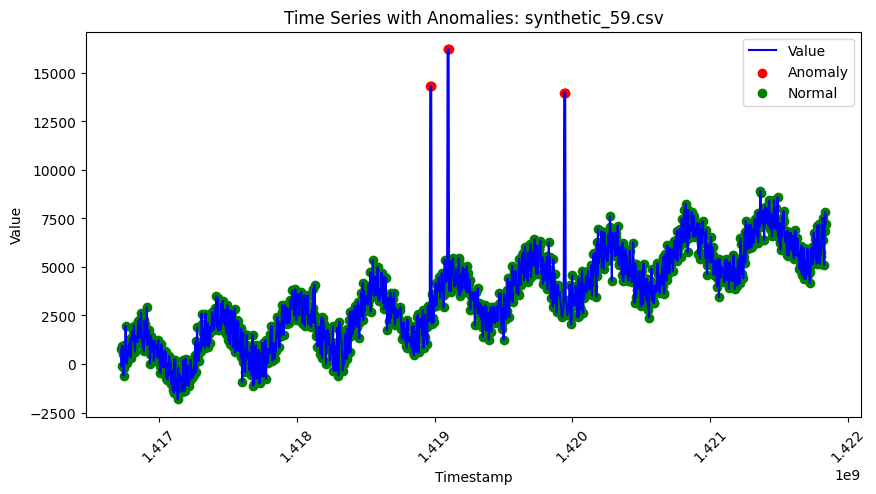 Time Series with Anomalies: synthetic_59.csv
Value
Anomaly
Normal
15000
12500
10000
7500
5000
2500
0
−2500
Value
1.417
1.418
1.419
1.420
1.421
1.422
1e9
Timestamp